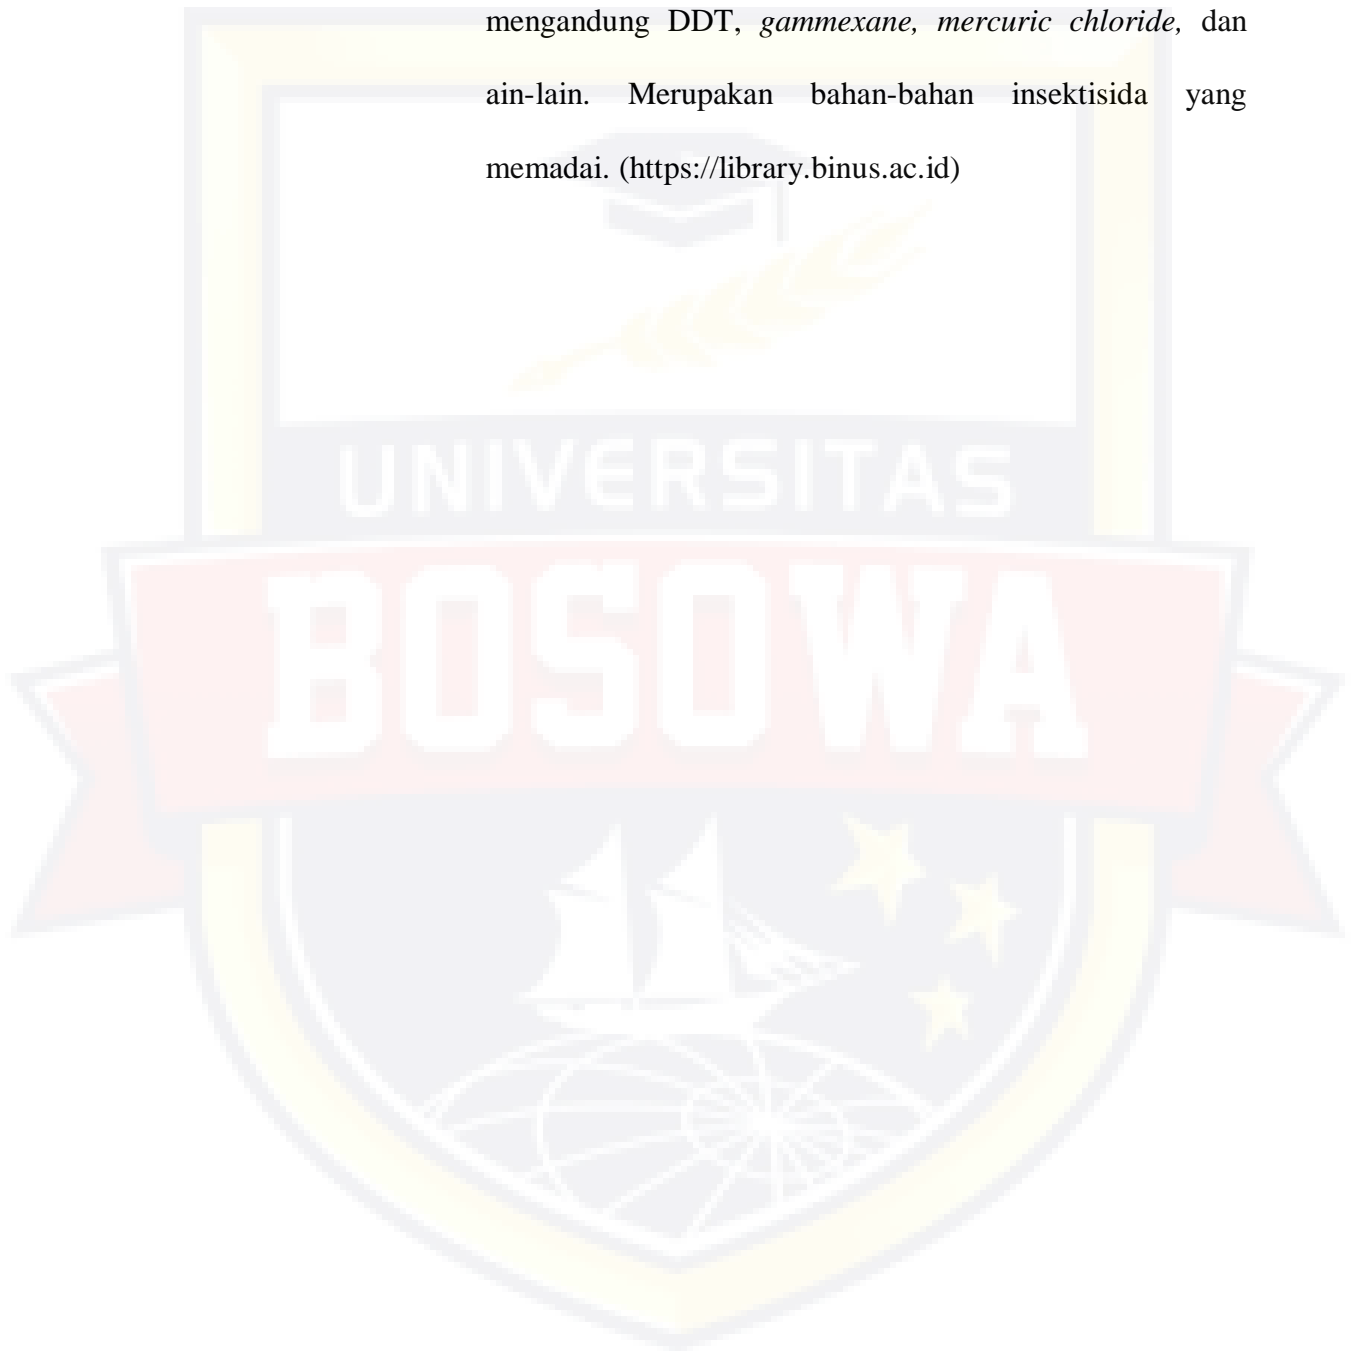 mengandung DDT, gammexane, mercuric chloride, dan
ain-lain. Merupakan bahan-bahan insektisida yang
memadai. (https://library.binus.ac.id)
UNIVERSITAS
BOSOWA